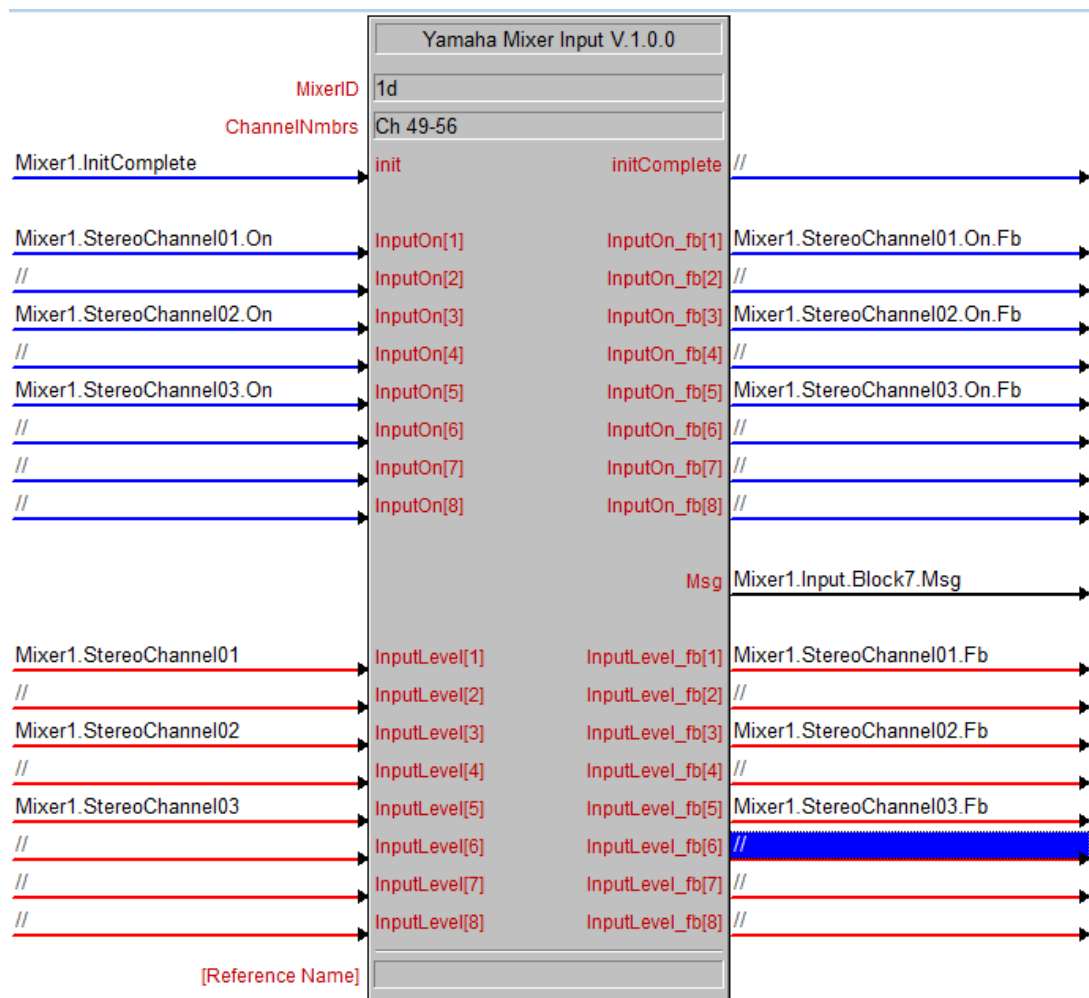 Yamaha Mixer Input V.1.0.0
MixerID 1d
ChannelNmbrs Ch 49-56
Mixer1.InitComplete init initComplete //
Mixer1.StereoChannel01.On InputOn[1] InputOn_fb[1] Mixer1.StereoChannel01.On.Fb
// InputOn[2] InputOn_fb[2] //
Mixer1.StereoChannel02.On InputOn[3] InputOn_fb[3] Mixer1.StereoChannel02.On.Fb
// InputOn[4] InputOn_fb[4] //
Mixer1.StereoChannel03.On InputOn[5] InputOn_fb[5] Mixer1.StereoChannel03.On.Fb
// InputOn[6] InputOn_fb[6] //
// InputOn[7] InputOn_fb[7] //
// InputOn[8] InputOn_fb[8] //
Msg Mixer1.Input.Block7.Msg
Mixer1.StereoChannel01 InputLevel[1] InputLevel_fb[1] Mixer1.StereoChannel01.Fb
// InputLevel[2] InputLevel_fb[2] //
Mixer1.StereoChannel02 InputLevel[3] InputLevel_fb[3] Mixer1.StereoChannel02.Fb
// InputLevel[4] InputLevel_fb[4] //
Mixer1.StereoChannel03 InputLevel[5] InputLevel_fb[5] Mixer1.StereoChannel03.Fb
// InputLevel[6] InputLevel_fb[6] //
// InputLevel[7] InputLevel_fb[7] //
// InputLevel[8] InputLevel_fb[8] //
[Reference Name]